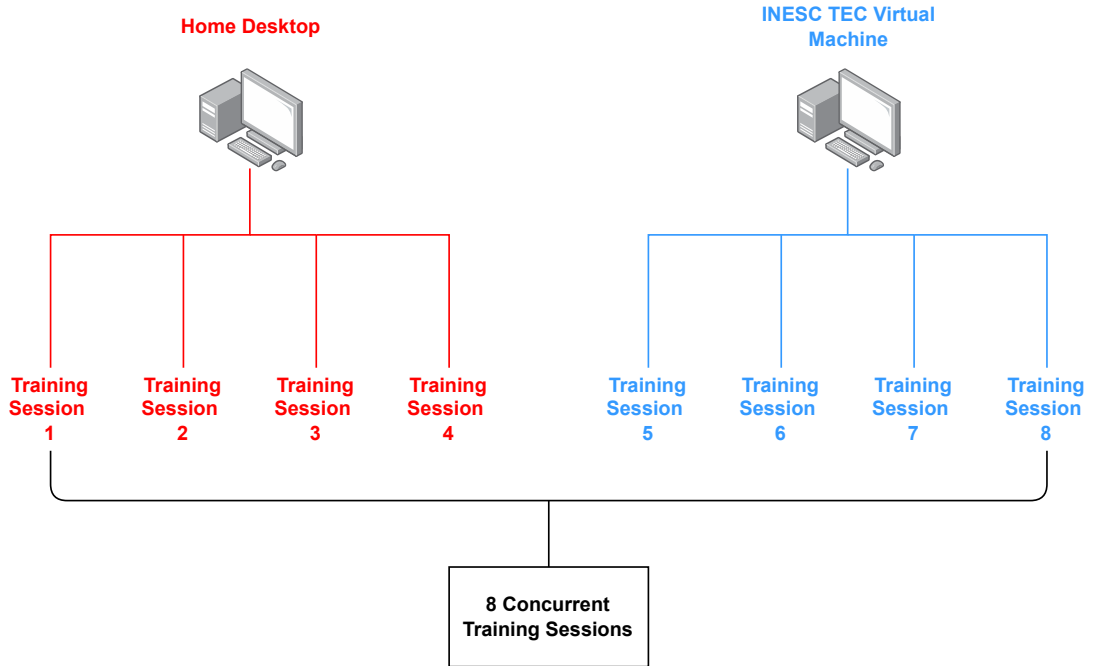 Home Desktop
INESC TEC Virtual
Machine
Training
Session
1
Training
Session
2
Training
Session
3
Training
Session
4
Training
Session
5
Training
Session
6
Training
Session
7
Training
Session
8
8 Concurrent
Training Sessions